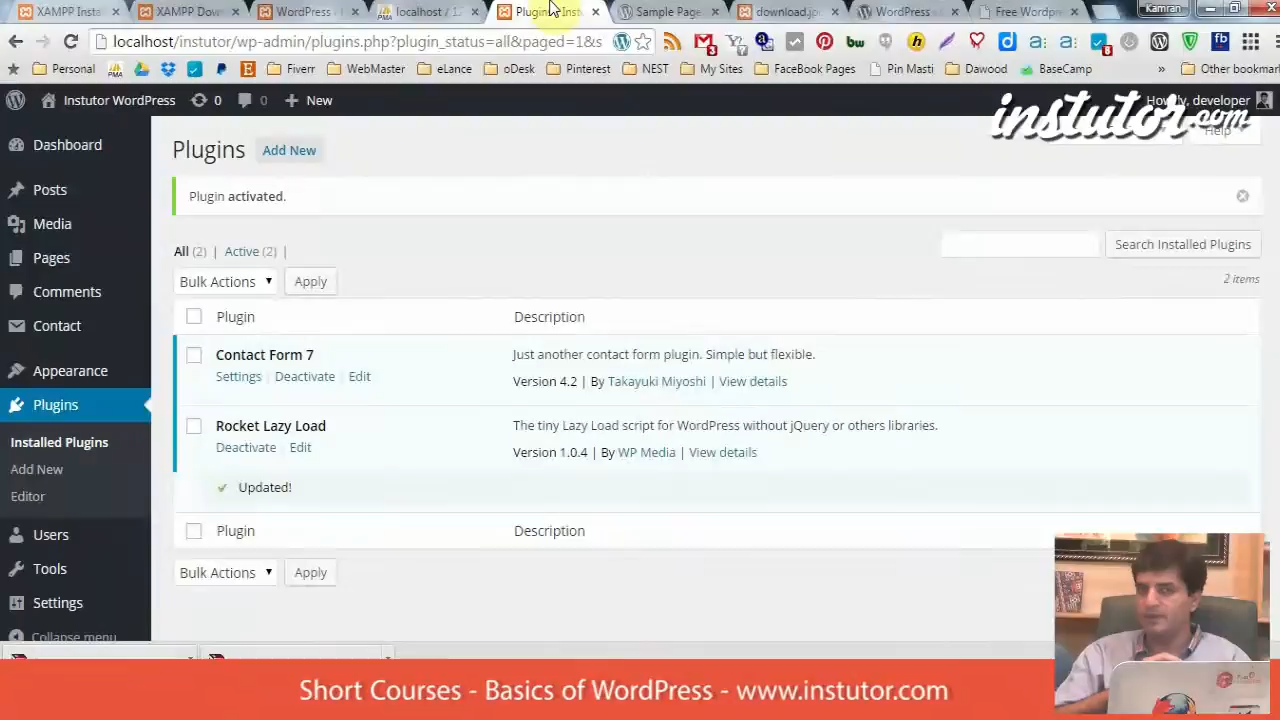 XAMPP Insta
XAMPP Dow
WordPress
localhost / 12
Plugins ‹ Inst
Sample Page
download.jp
WordPress
Free Wordpr
Kamran
localhost/instutor/wp-admin/plugins.php?plugin_status=all&paged=1&s
Personal
Fiverr
WebMaster
eLance
oDesk
Pinterest
NEST
My Sites
FaceBook Pages
Pin Masti
Dawood
BaseCamp
»
Other bookmar
Instutor WordPress
0
0
New
Howdy, developer
instutor.com
Help
Dashboard
Posts
Media
Pages
Comments
Contact
Appearance
Plugins
Installed Plugins
Add New
Editor
Users
Tools
Settings
Collapse menu
Plugins
Add New
Plugin activated.
All (2) | Active (2) |
Search Installed Plugins
Bulk Actions
Apply
2 items
Plugin
Description
Contact Form 7
Settings | Deactivate | Edit
Just another contact form plugin. Simple but flexible.
Version 4.2 | By Takayuki Miyoshi | View details
Rocket Lazy Load
Deactivate | Edit
The tiny Lazy Load script for WordPress without jQuery or others libraries.
Version 1.0.4 | By WP Media | View details
Updated!
Plugin
Description
Bulk Actions
Apply
Short Courses - Basics of WordPress - www.instutor.com